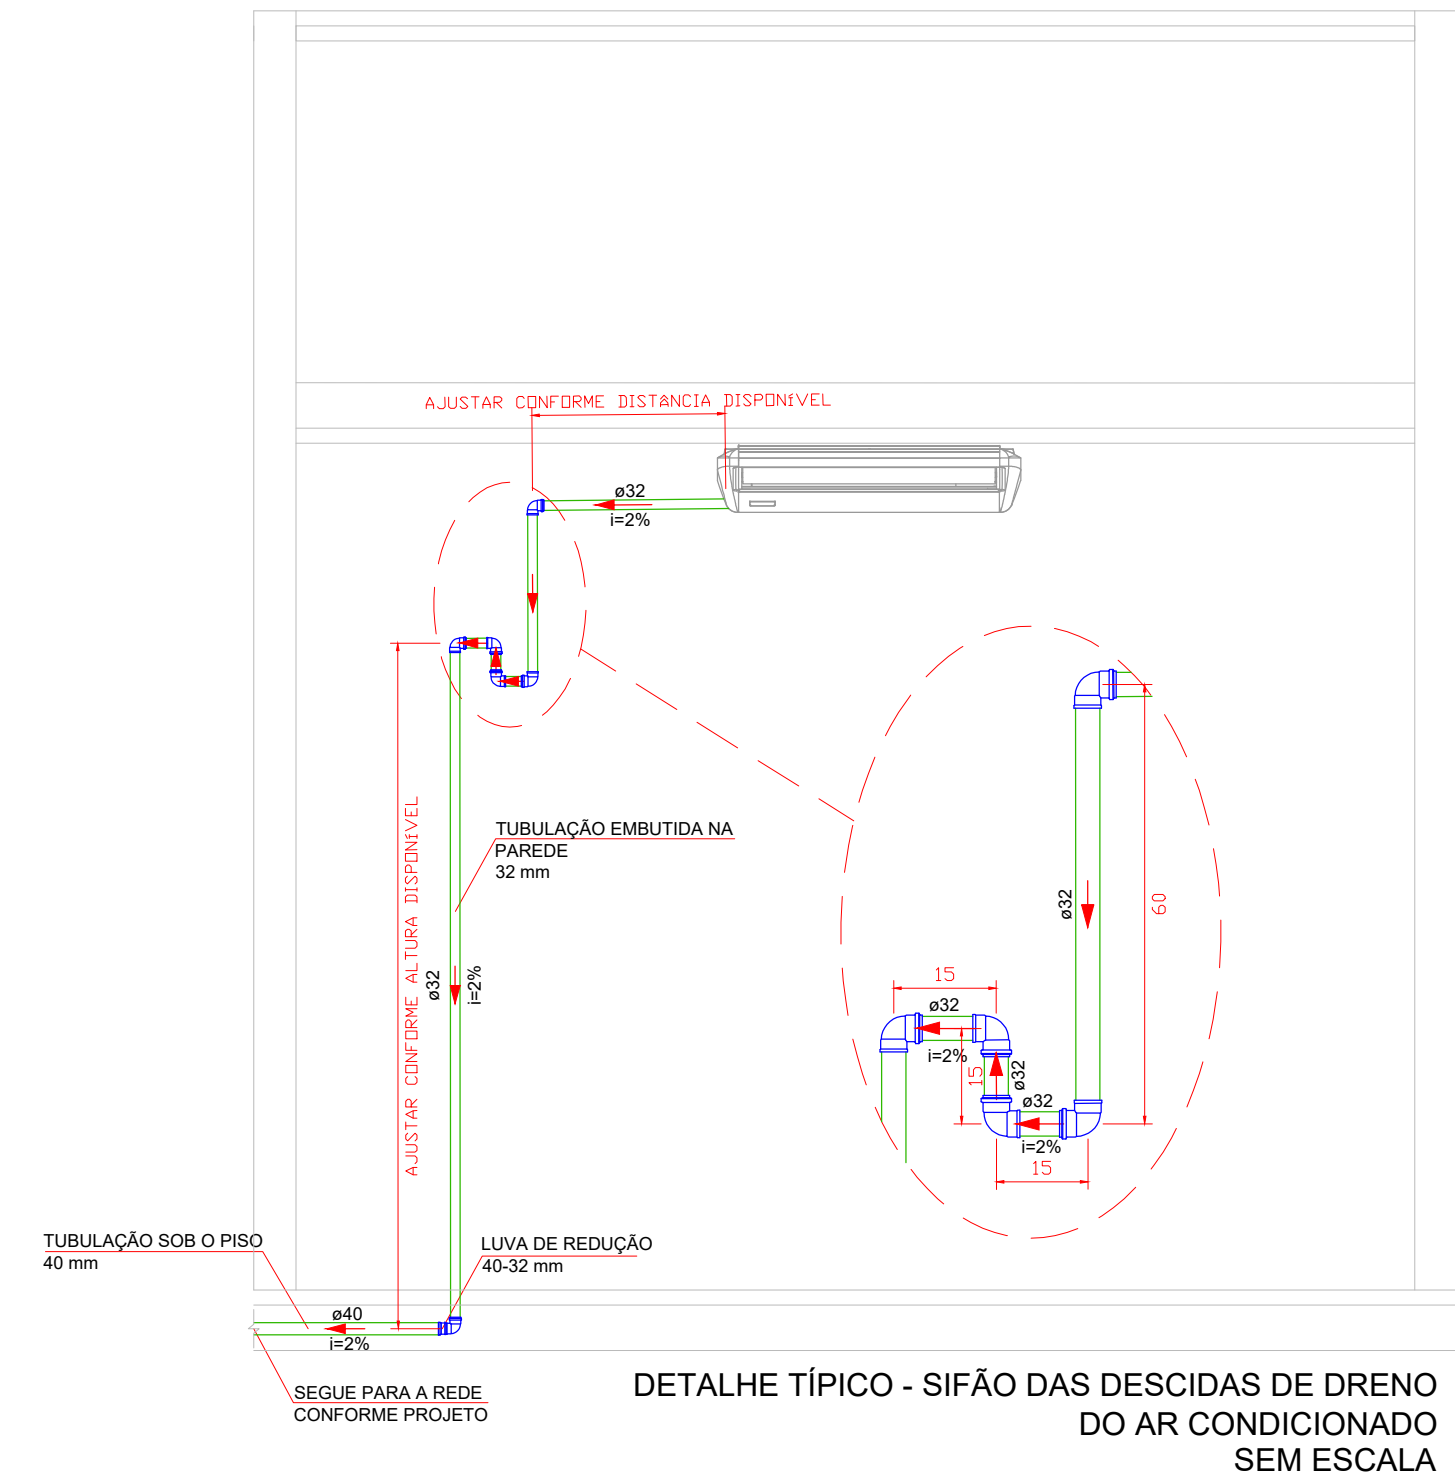 AJUSTAR CONFORME DISTÂNCIA DISPONÍVEL
ø32
i=2%
TUBULAÇÃO EMBUTIDA NA
PAREDE
32 mm
AJUSTAR CONFORME ALTURA DISPONÍVEL
ø32
i=2%
ø32
60
15
ø32
i=2%
15
ø32
ø32
i=2%
15
TUBULAÇÃO SOB O PISO
40 mm
LUVA DE REDUÇÃO
40-32 mm
ø40
i=2%
SEGUE PARA A REDE
CONFORME PROJETO
DETALHE TÍPICO - SIFÃO DAS DESCIDAS DE DRENO
DO AR CONDICIONADO
SEM ESCALA